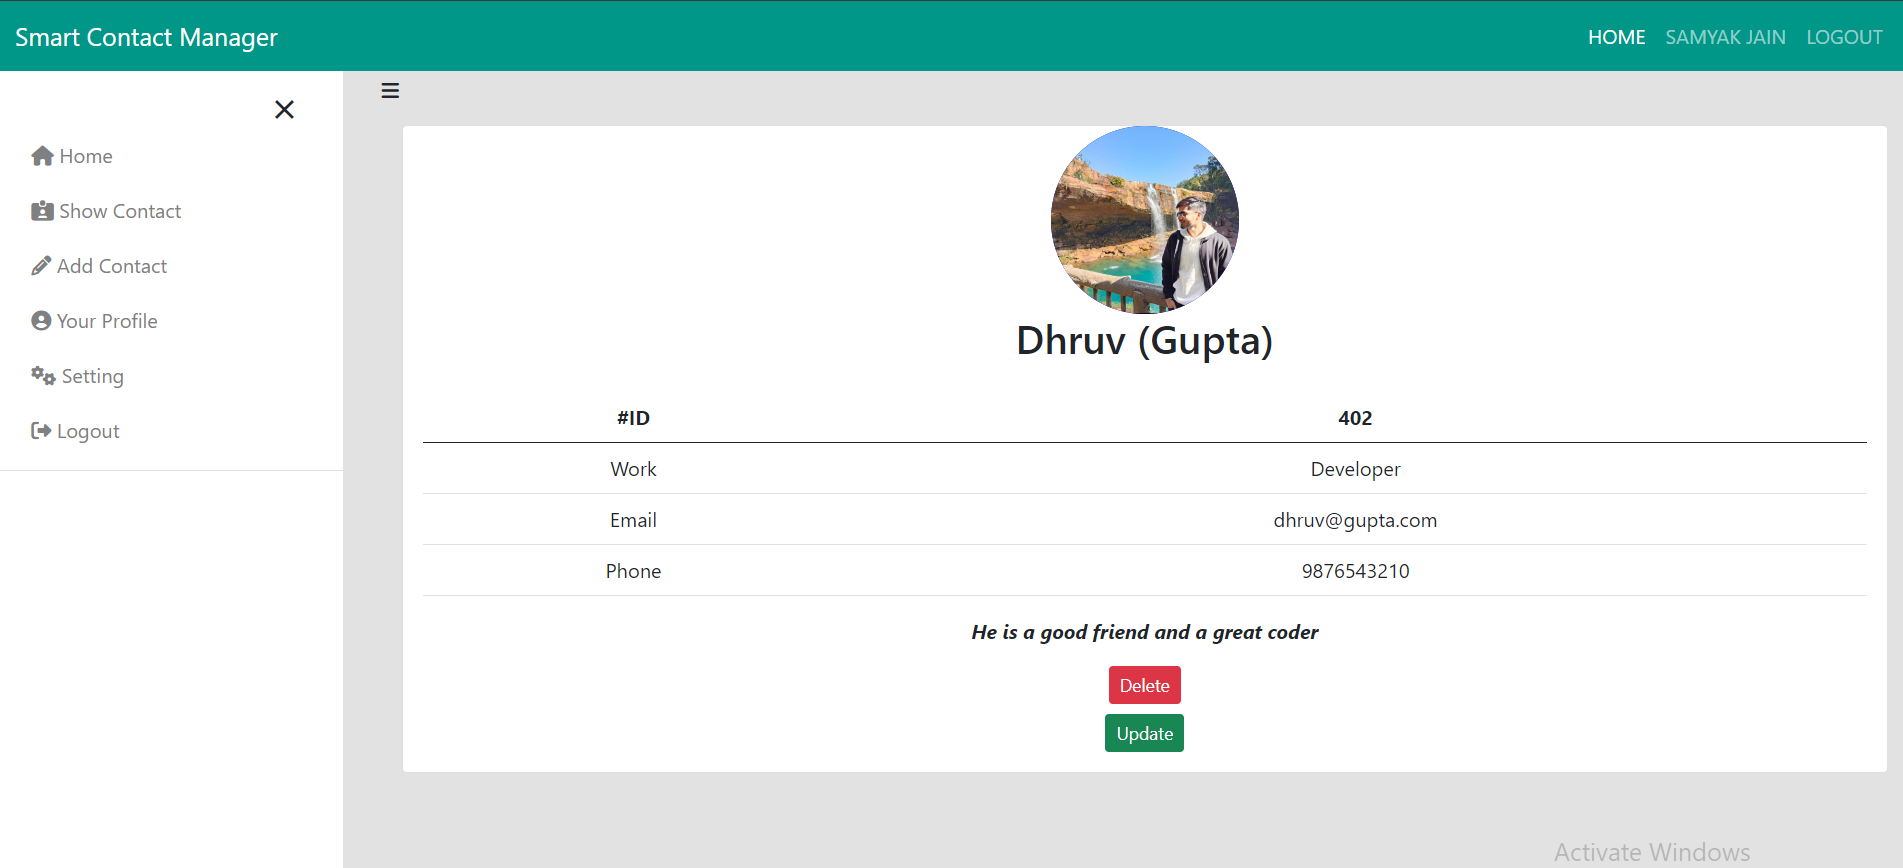 Smart Contact Manager
HOME SAMYAK JAIN LOGOUT
Home
Show Contact
Add Contact
Your Profile
Setting
Logout
Dhruv (Gupta)
#ID 402
Work Developer
Email dhruv@gupta.com
Phone 9876543210
He is a good friend and a great coder
Delete
Update
Activate Windows